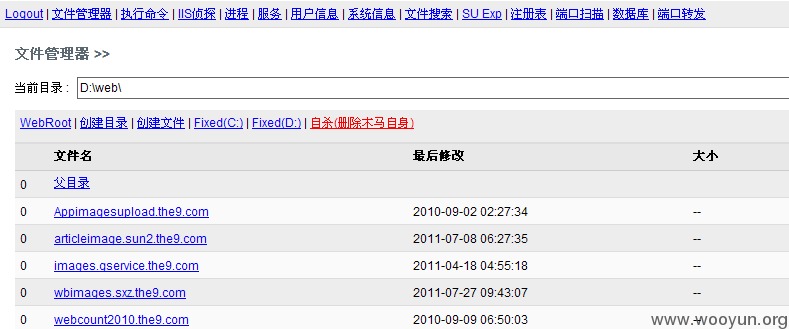 Logout | 文件管理器 | 执行命令 | IIS侦探 | 进程 | 服务 | 用户信息 | 系统信息 | 文件搜索 | SU Exp | 注册表 | 端口扫描 | 数据库 | 端口转发
文件管理器 >>
当前目录 : D:\web\
WebRoot | 创建目录 | 创建文件 | Fixed(C:) | Fixed(D:) | 自杀(删除木马自身)
文件名 最后修改 大小
0 父目录
0 Appimagesupload.the9.com 2010-09-02 02:27:34 --
0 articleimage.sun2.the9.com 2011-07-08 06:27:35 --
0 images.qservice.the9.com 2011-04-18 04:55:18 --
0 wbimages.sxz.the9.com 2011-07-27 09:43:07 --
0 webcount2010.the9.com 2010-09-09 06:50:03 --
www.wooyun.org